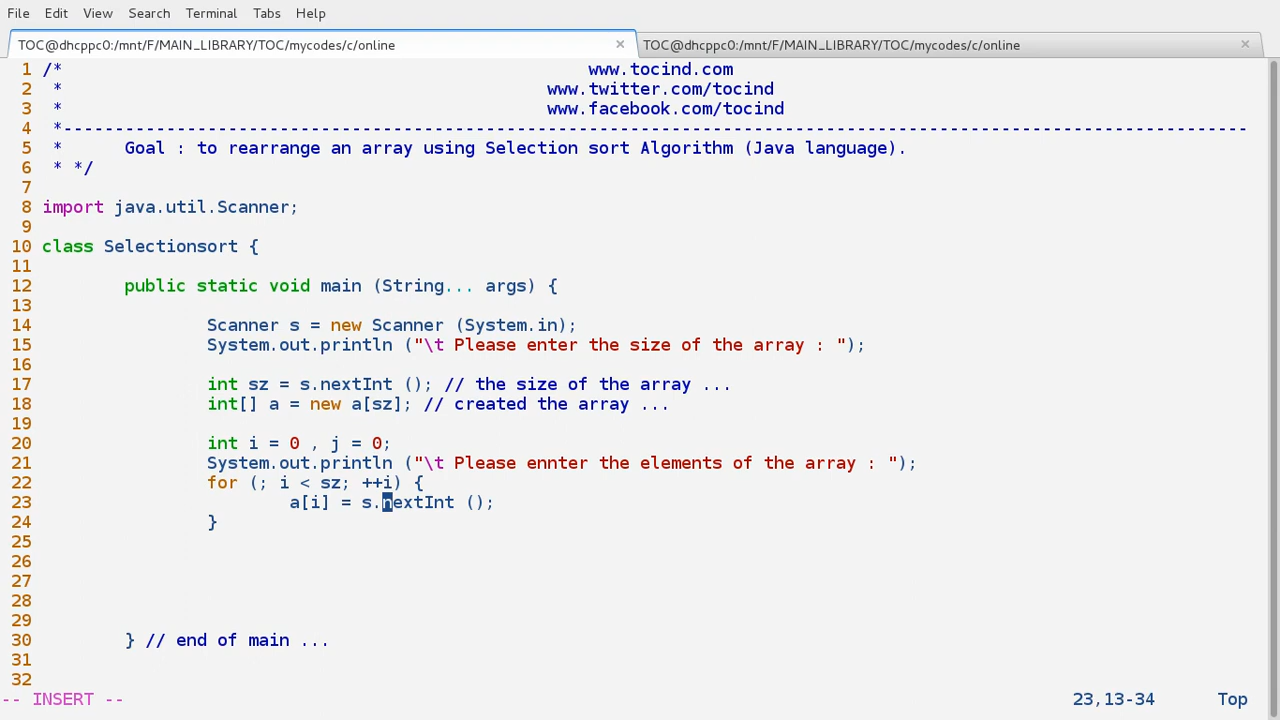 File Edit View Search Terminal Tabs Help
TOC@dhcppc0:/mnt/F/MAIN_LIBRARY/TOC/mycodes/c/online × TOC@dhcppc0:/mnt/F/MAIN_LIBRARY/TOC/mycodes/c/online ×
1 /* www.tocind.com
2 * www.twitter.com/tocind
3 * www.facebook.com/tocind
4 *-------------------------------------------------------------------------------------------------------------------
5 * Goal : to rearrange an array using Selection sort Algorithm (Java language).
6 * */
7
8 import java.util.Scanner;
9
10 class Selectionsort {
11
12 public static void main (String... args) {
13
14 Scanner s = new Scanner (System.in);
15 System.out.println ("\t Please enter the size of the array : ");
16
17 int sz = s.nextInt (); // the size of the array ...
18 int[] a = new a[sz]; // created the array ...
19
20 int i = 0 , j = 0;
21 System.out.println ("\t Please ennter the elements of the array : ");
22 for (; i < sz; ++i) {
23 a[i] = s.nextInt ();
24 }
25
26
27
28
29
30 } // end of main ...
31
32
-- INSERT -- 23,13-34 Top